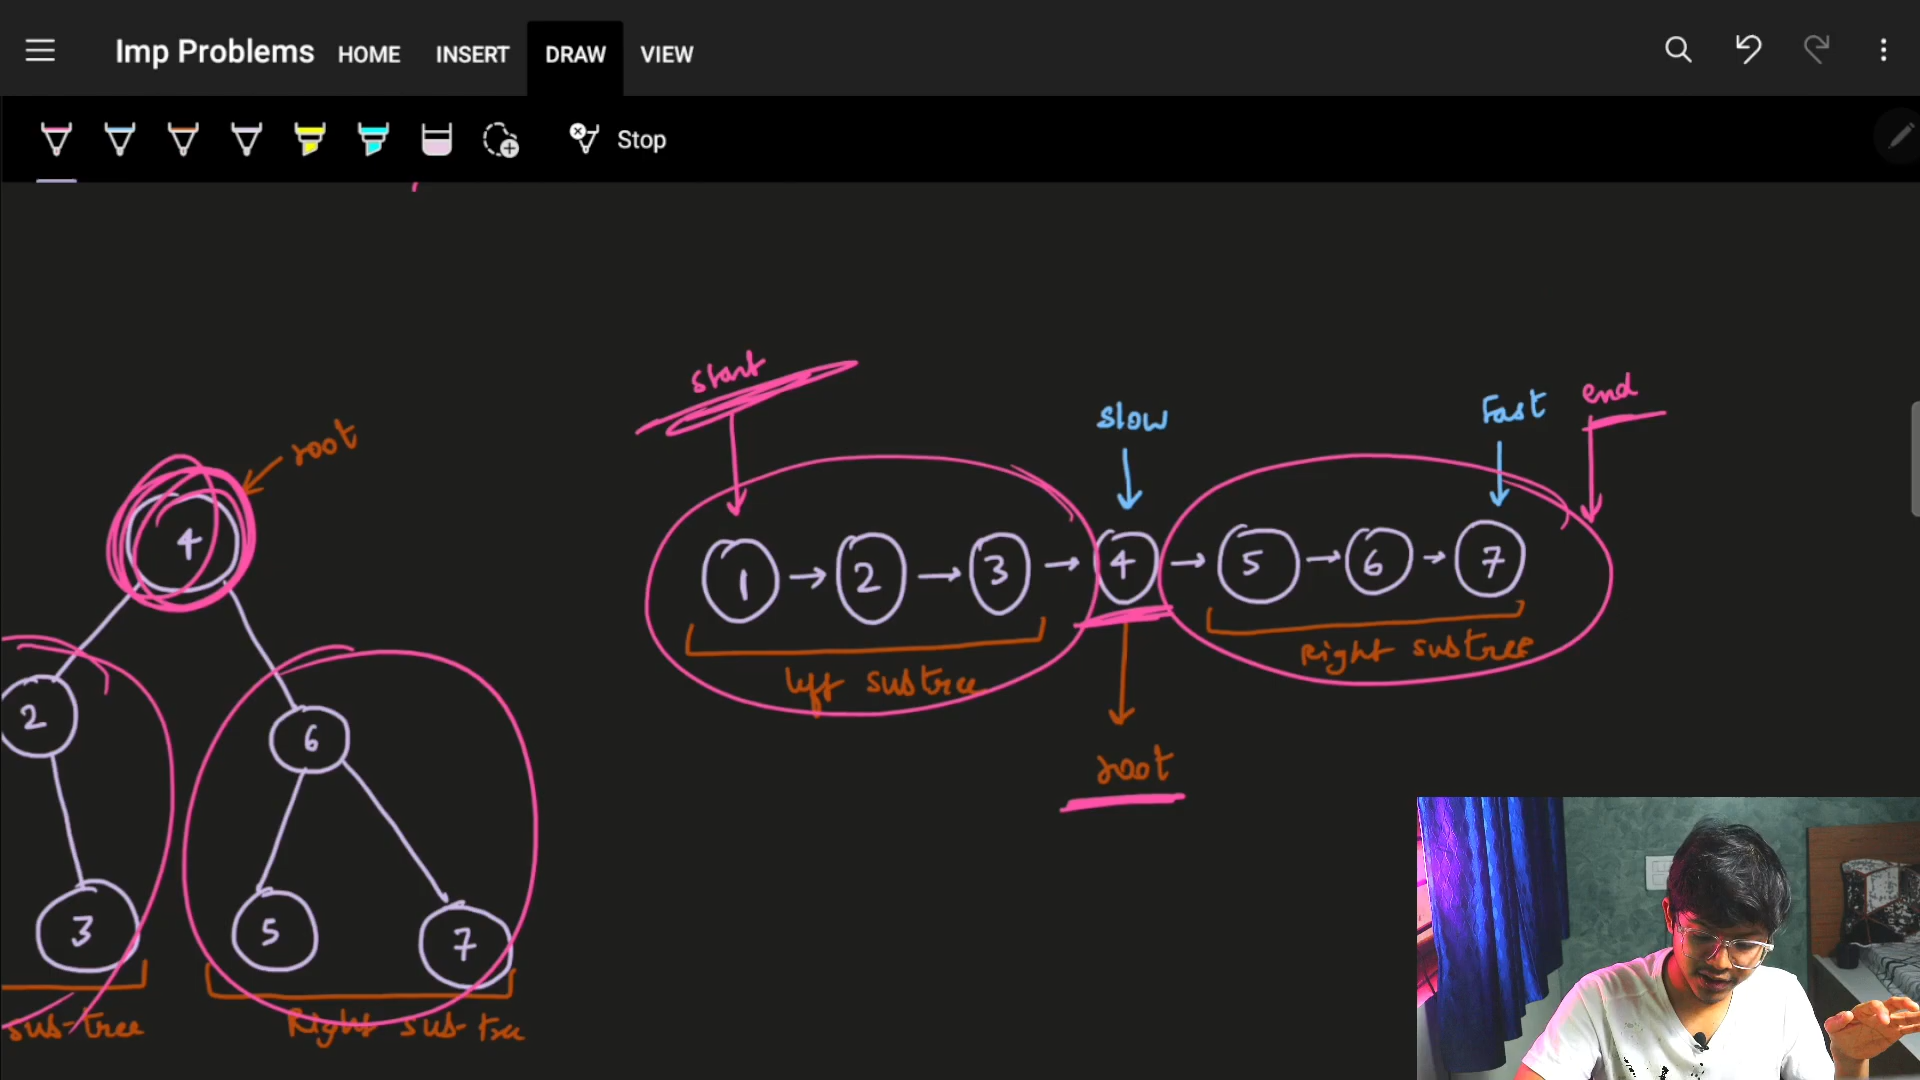 Imp Problems HOME INSERT DRAW VIEW
Stop
start
Slow
Fast
end
root
4
1 → 2 → 3 → 4 → 5 → 6 → 7
left subtree
Right subtree
2
6
root
3
5
7
sub-tree
Right sub-tree